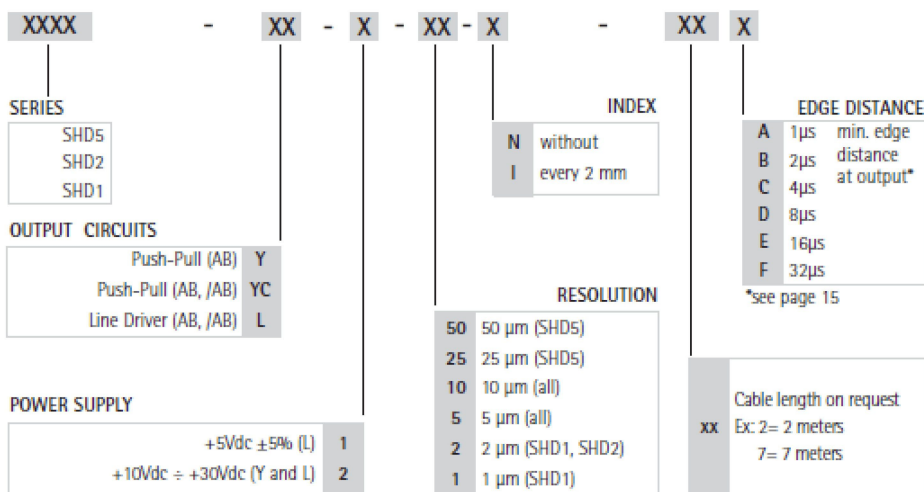 XXXX - XX - X - XX - X - XX X
SERIES
SHD5
SHD2
SHD1
OUTPUT CIRCUITS
Push-Pull (AB) Y
Push-Pull (AB, /AB) YC
Line Driver (AB, /AB) L
POWER SUPPLY
+5Vdc ±5% (L) 1
+10Vdc ÷ +30Vdc (Y and L) 2
INDEX
N without
I every 2 mm
RESOLUTION
50 50 µm (SHD5)
25 25 µm (SHD5)
10 10 µm (all)
5 5 µm (all)
2 2 µm (SHD1, SHD2)
1 1 µm (SHD1)
EDGE DISTANCE
A 1µs min. edge
B 2µs distance
C 4µs at output*
D 8µs
E 16µs
F 32µs
*see page 15
Cable length on request
xx Ex: 2= 2 meters
7= 7 meters